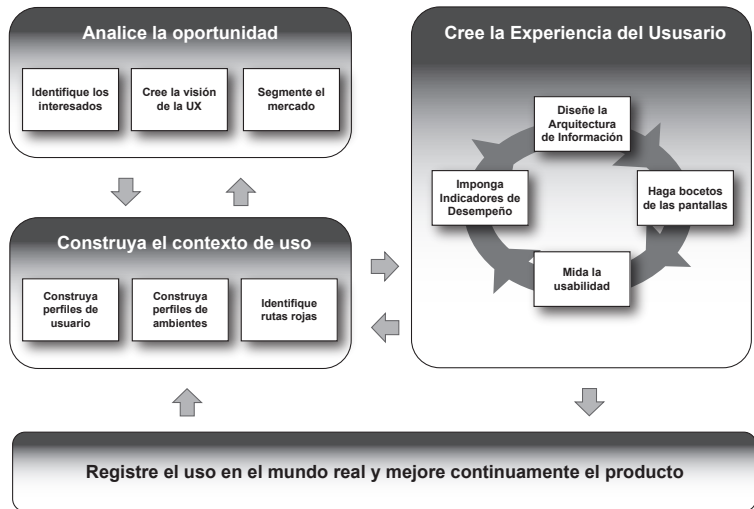 Analice la oportunidad
Identifique los
interesados
Cree la visión
de la UX
Segmente el
mercado
Construya el contexto de uso
Construya
perfiles de
usuario
Construya
perfiles de
ambientes
Identifique
rutas rojas
Cree la Experiencia del Ususario
Diseñe la
Arquitectura
de Información
Imponga
Indicadores de
Desempeño
Haga bocetos
de las pantallas
Mida la
usabilidad
Registre el uso en el mundo real y mejore continuamente el producto